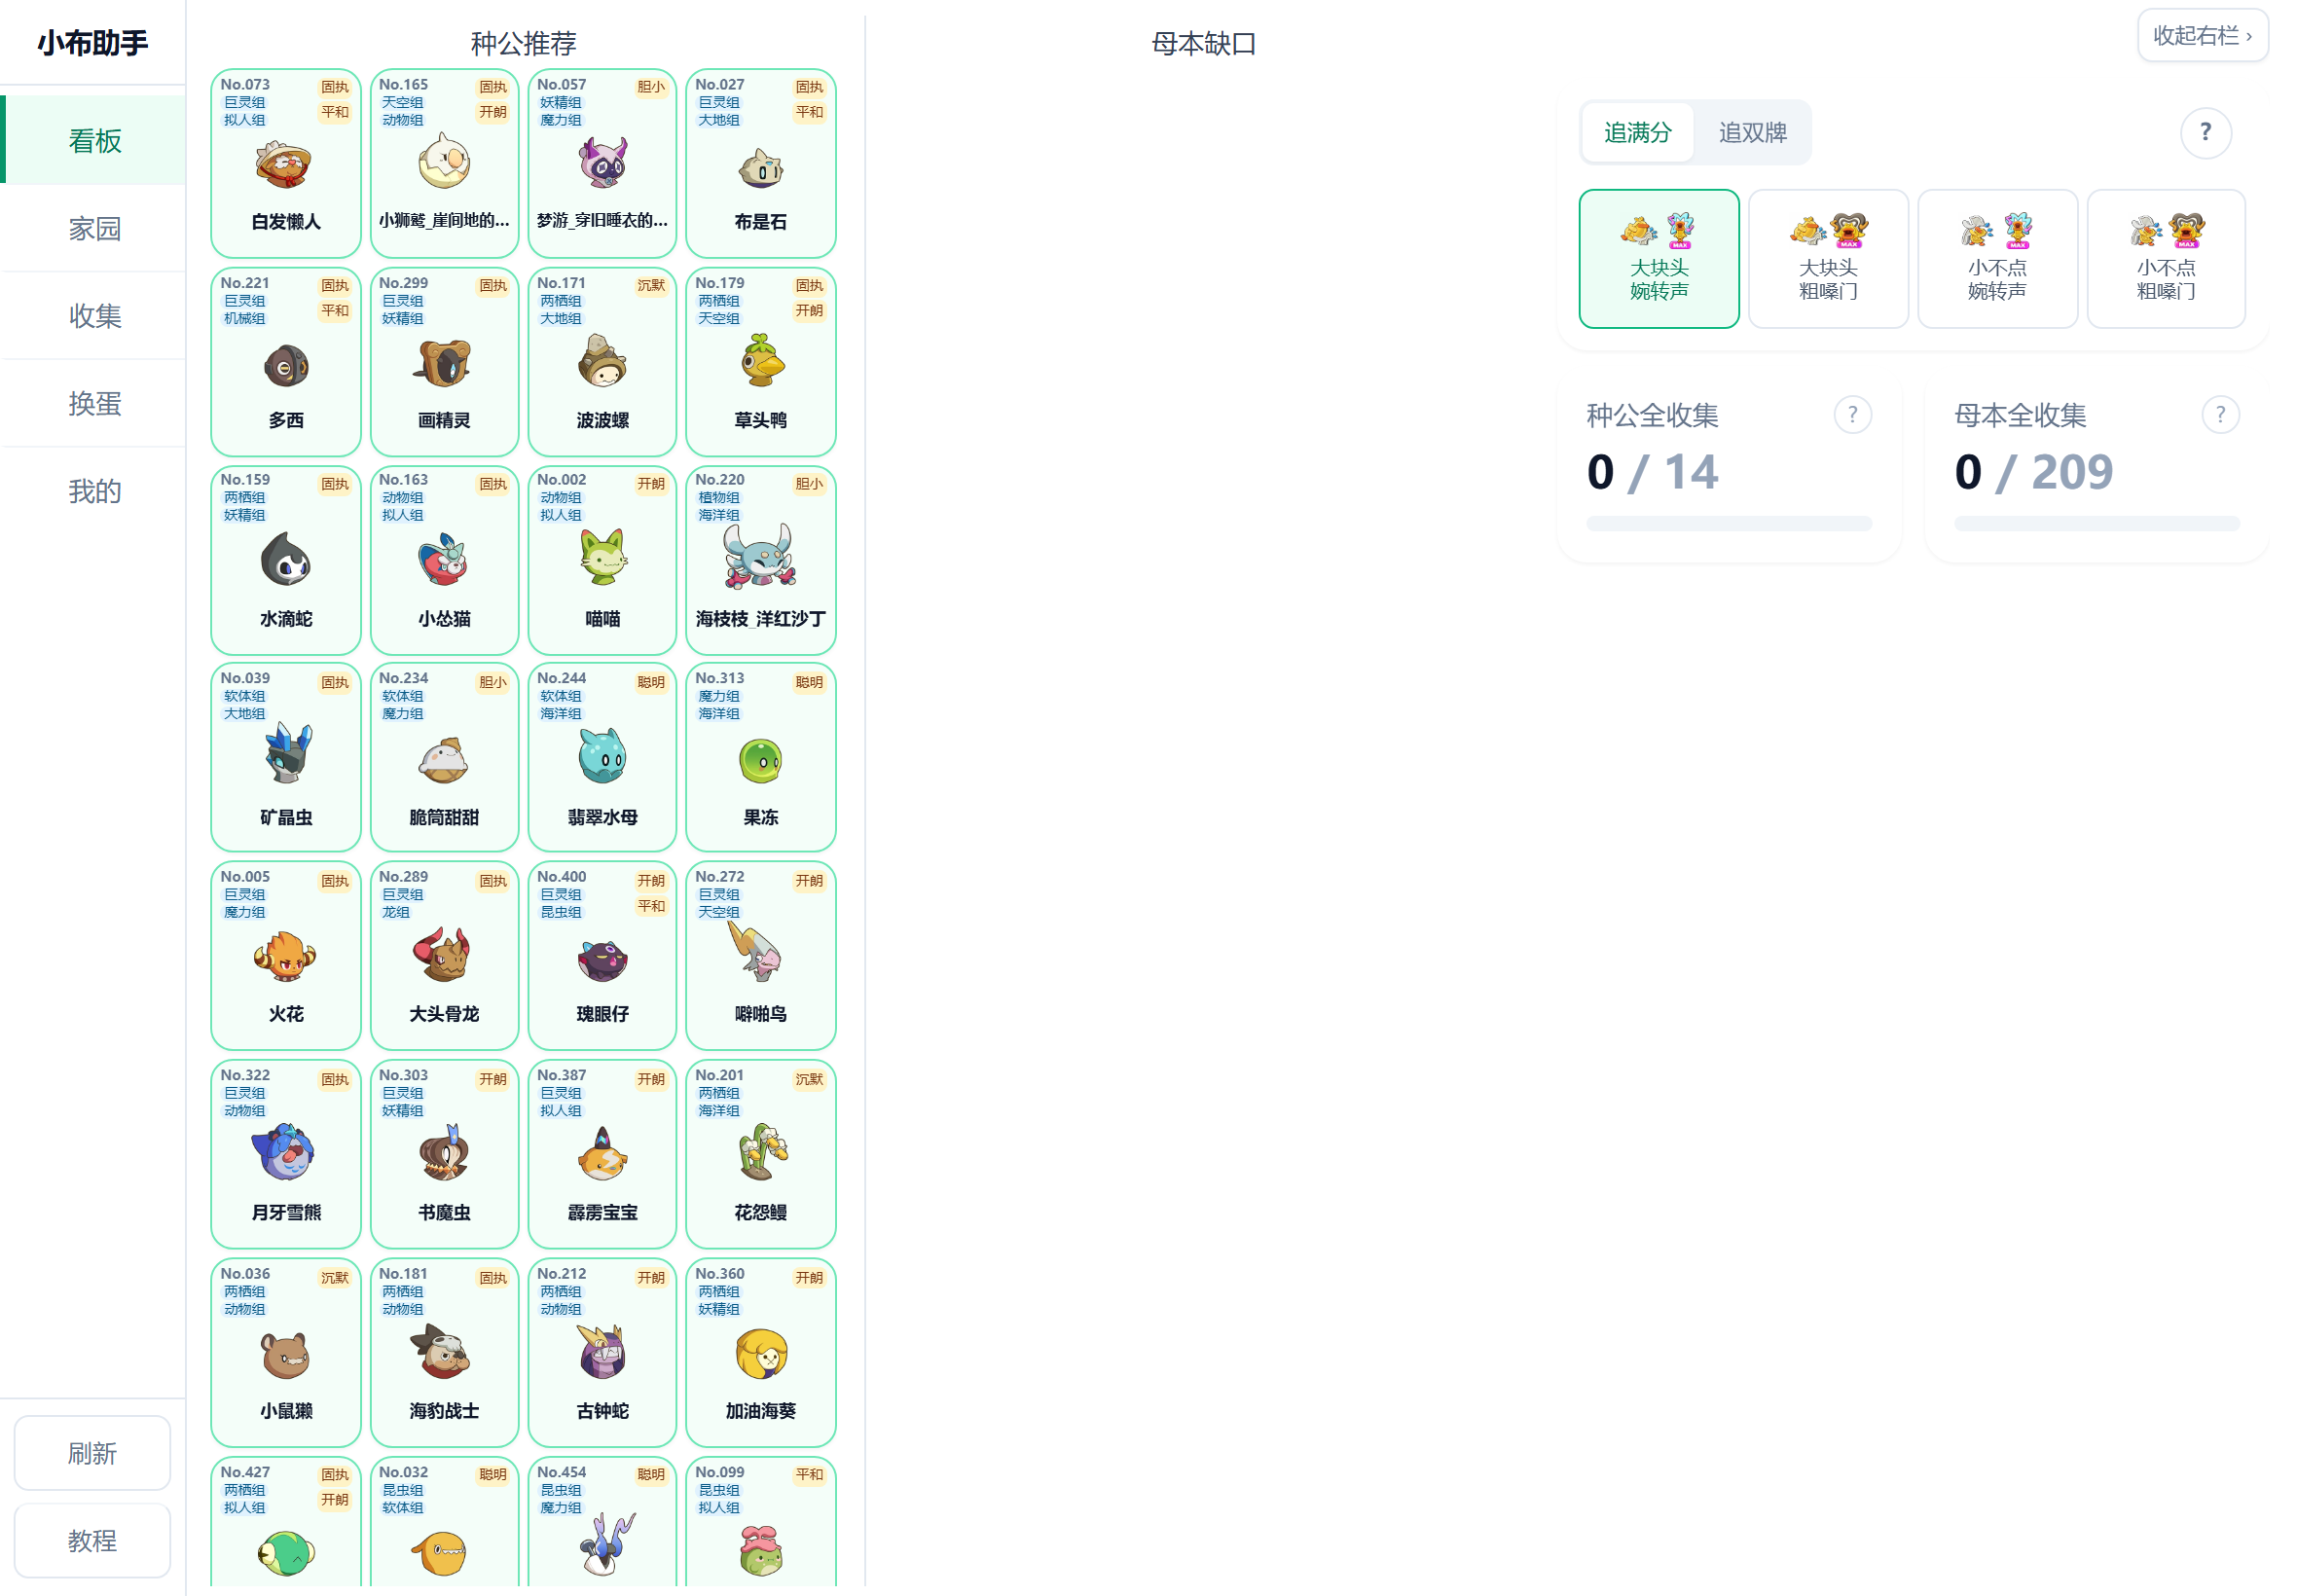 小布助手
看板
家园
收集
换蛋
我的
刷新
教程
种公推荐
No.073
固执
巨灵组
平和
拟人组
白发懒人
No.165
固执
天空组
开朗
动物组
小狮鹫_崖间地的...
No.057
胆小
妖精组
魔力组
梦游_穿旧睡衣的...
No.027
固执
巨灵组
平和
大地组
布是石
No.221
固执
巨灵组
平和
机械组
多西
No.299
固执
巨灵组
妖精组
画精灵
No.171
沉默
两栖组
大地组
波波螺
No.179
固执
两栖组
开朗
天空组
草头鸭
No.159
固执
两栖组
妖精组
水滴蛇
No.163
固执
动物组
拟人组
小怂猫
No.002
开朗
动物组
拟人组
喵喵
No.220
胆小
植物组
海洋组
海枝枝_洋红沙丁
No.039
固执
软体组
大地组
矿晶虫
No.234
胆小
软体组
魔力组
脆筒甜甜
No.244
聪明
软体组
海洋组
翡翠水母
No.313
聪明
魔力组
海洋组
果冻
No.005
固执
巨灵组
魔力组
火花
No.289
固执
巨灵组
龙组
大头骨龙
No.400
开朗
巨灵组
平和
昆虫组
瑰眼仔
No.272
开朗
巨灵组
天空组
噼啪鸟
No.322
固执
巨灵组
动物组
月牙雪熊
No.303
开朗
巨灵组
妖精组
书魔虫
No.387
开朗
巨灵组
拟人组
霹雳宝宝
No.201
沉默
两栖组
海洋组
花怨鳗
No.036
沉默
两栖组
动物组
小鼠獭
No.181
固执
两栖组
动物组
海豹战士
No.212
开朗
两栖组
动物组
古钟蛇
No.360
开朗
两栖组
妖精组
加油海葵
No.427
固执
两栖组
开朗
拟人组
No.032
聪明
昆虫组
软体组
No.454
聪明
昆虫组
魔力组
No.099
平和
昆虫组
拟人组
母本缺口
收起右栏 ›
追满分
追双牌
?
MAX
大块头
婉转声
MAX
大块头
粗嗓门
MAX
小不点
婉转声
MAX
小不点
粗嗓门
种公全收集
?
0 / 14
母本全收集
?
0 / 209